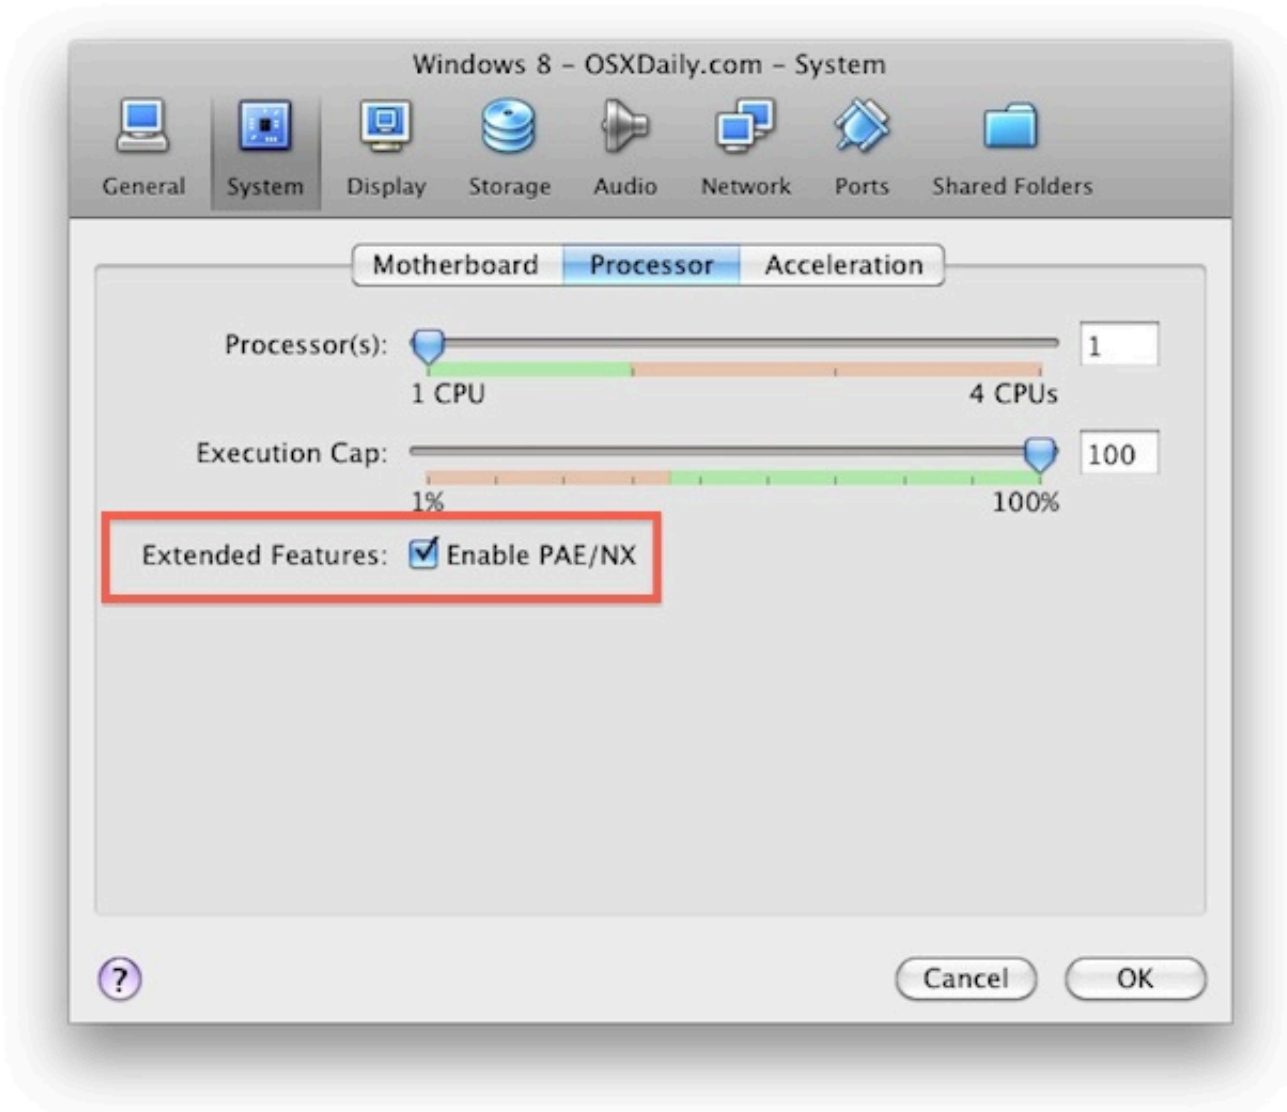 Windows 8 – OSXDaily.com – System
General System Display Storage Audio Network Ports Shared Folders
Motherboard Processor Acceleration
Processor(s): 1
1 CPU 4 CPUs
Execution Cap: 100
1% 100%
Extended Features: Enable PAE/NX
? Cancel OK